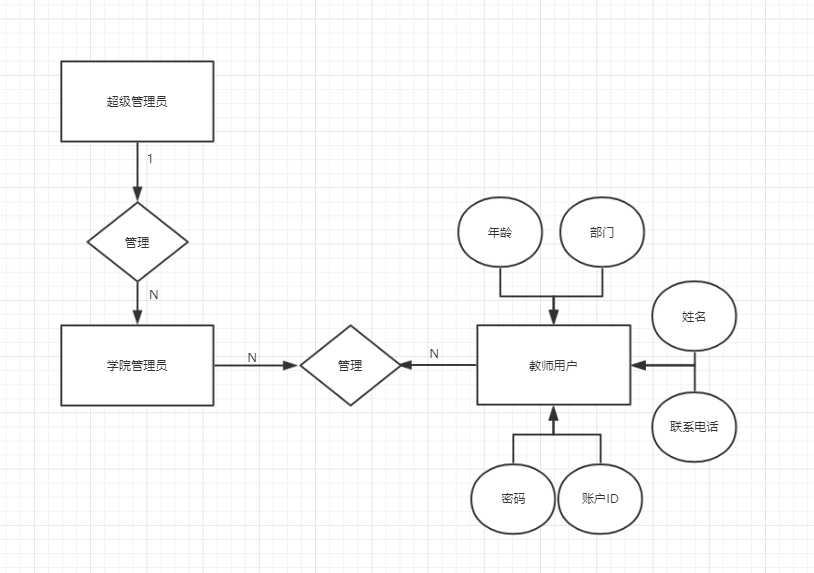 超级管理员
1
管理
N
年龄
部门
姓名
学院管理员
N
管理
N
教师用户
联系电话
密码
账户ID